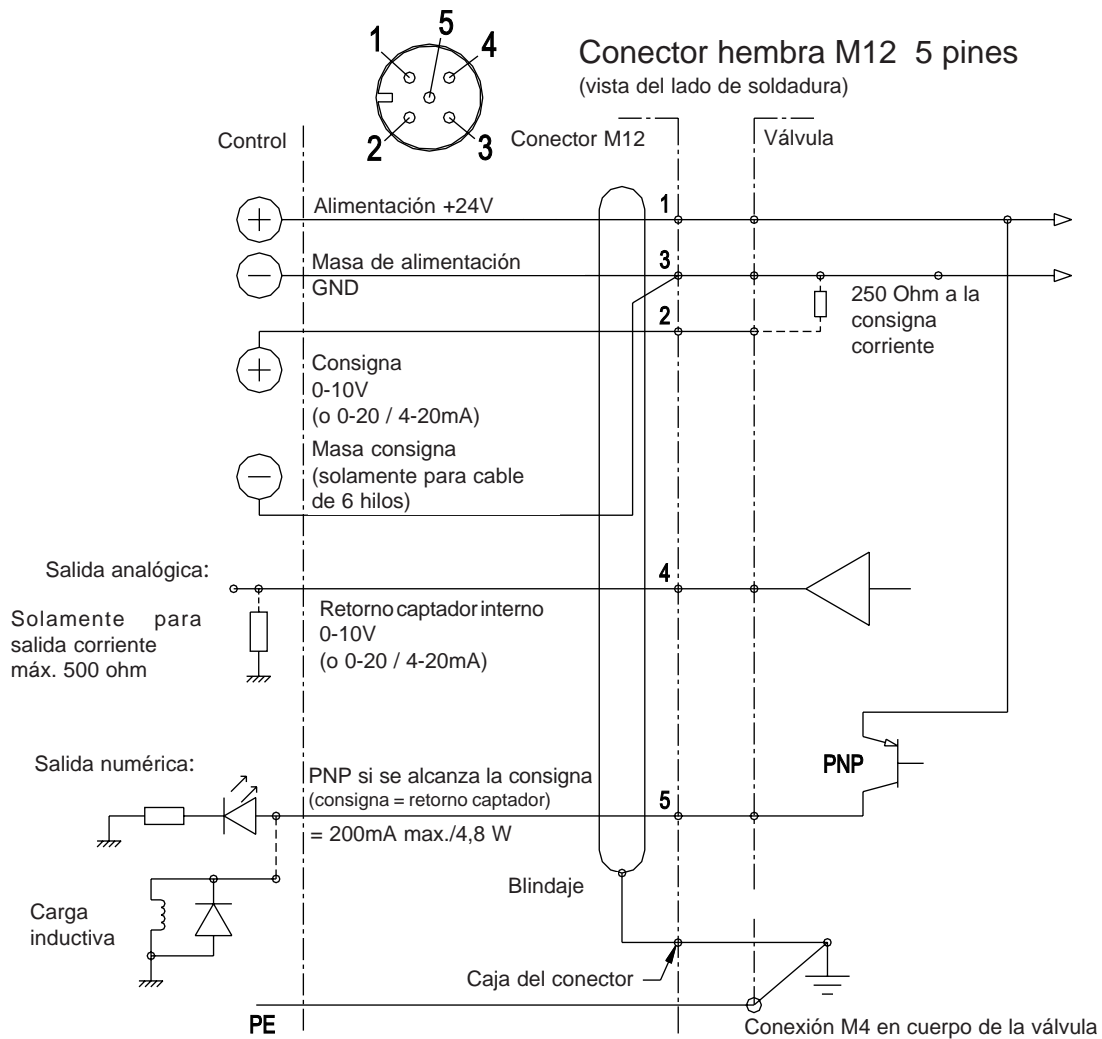 5
1
4
Conector hembra M12 5 pines
(vista del lado de soldadura)
2
3
Control
Conector M12
Válvula
Alimentación +24V
1
Masa de alimentación
GND
3
250 Ohm a la
consigna
corriente
2
Consigna
0-10V
(o 0-20 / 4-20mA)
Masa consigna
(solamente para cable
de 6 hilos)
Salida analógica:
4
Solamente para
salida corriente
máx. 500 ohm
Retorno captador interno
0-10V
(o 0-20 / 4-20mA)
Salida numérica:
PNP si se alcanza la consigna
(consigna = retorno captador)
5
PNP
= 200mA max./4,8 W
Blindaje
Carga
inductiva
Caja del conector
PE
Conexión M4 en cuerpo de la válvula